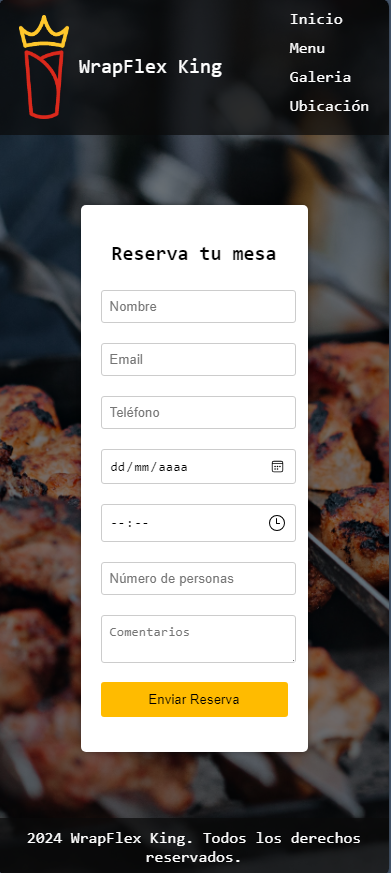 WrapFlex King
Inicio
Menu
Galeria
Ubicación
Reserva tu mesa
Nombre
Email
Teléfono
dd/mm/aaaa
--:--
Número de personas
Comentarios
Enviar Reserva
2024 WrapFlex King. Todos los derechos
reservados.